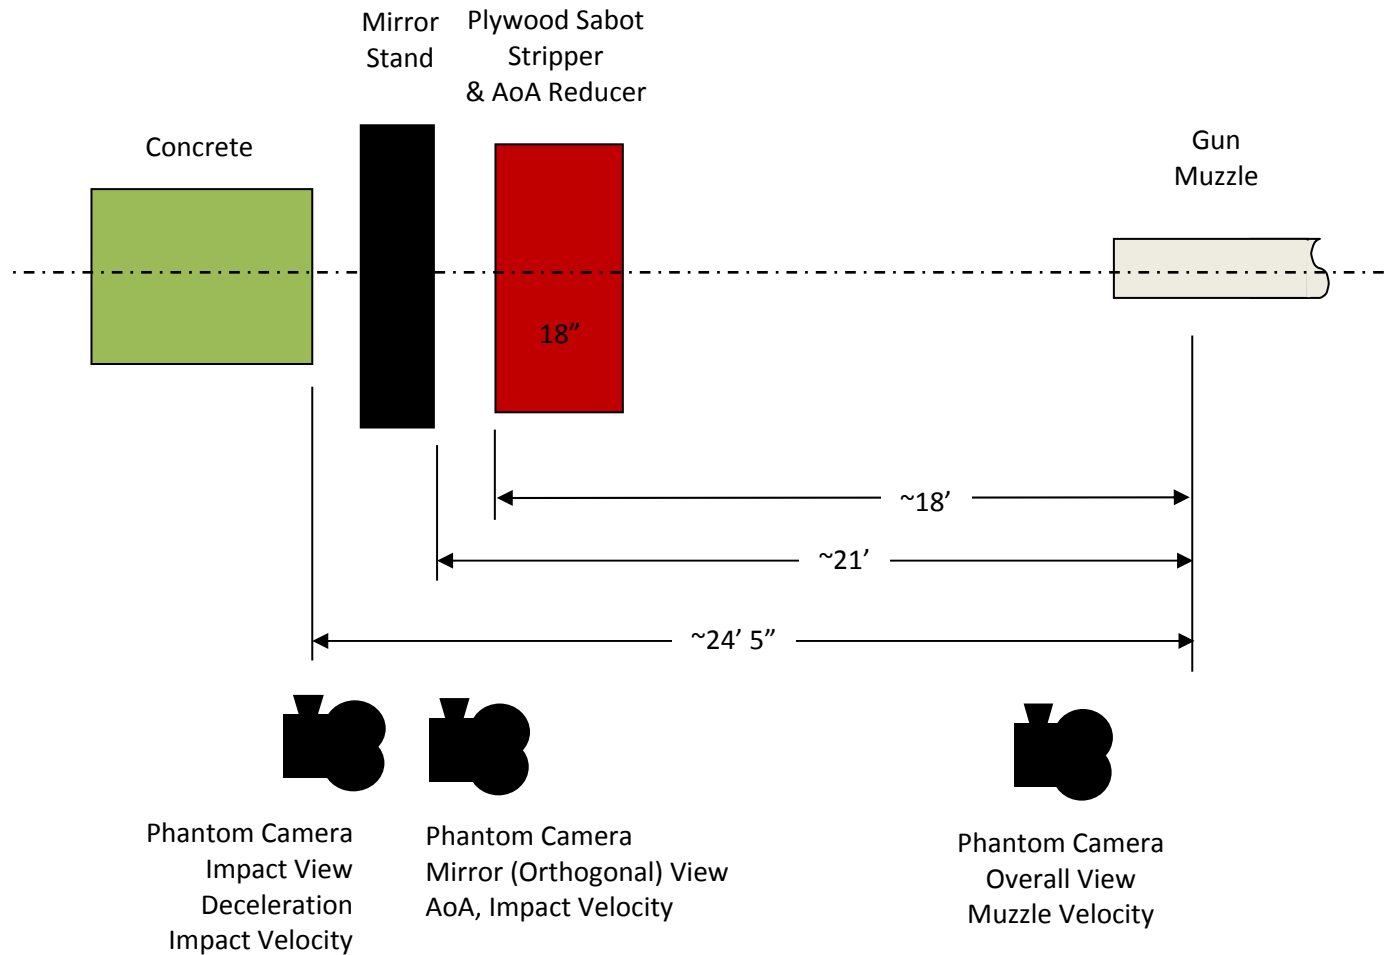 Mirror
Stand
Plywood Sabot
Stripper
& AoA Reducer
Concrete
Gun
Muzzle
18”
~18’
~21’
~24’ 5”
Phantom Camera
Impact View
Deceleration
Impact Velocity
Phantom Camera
Mirror (Orthogonal) View
AoA, Impact Velocity
Phantom Camera
Overall View
Muzzle Velocity